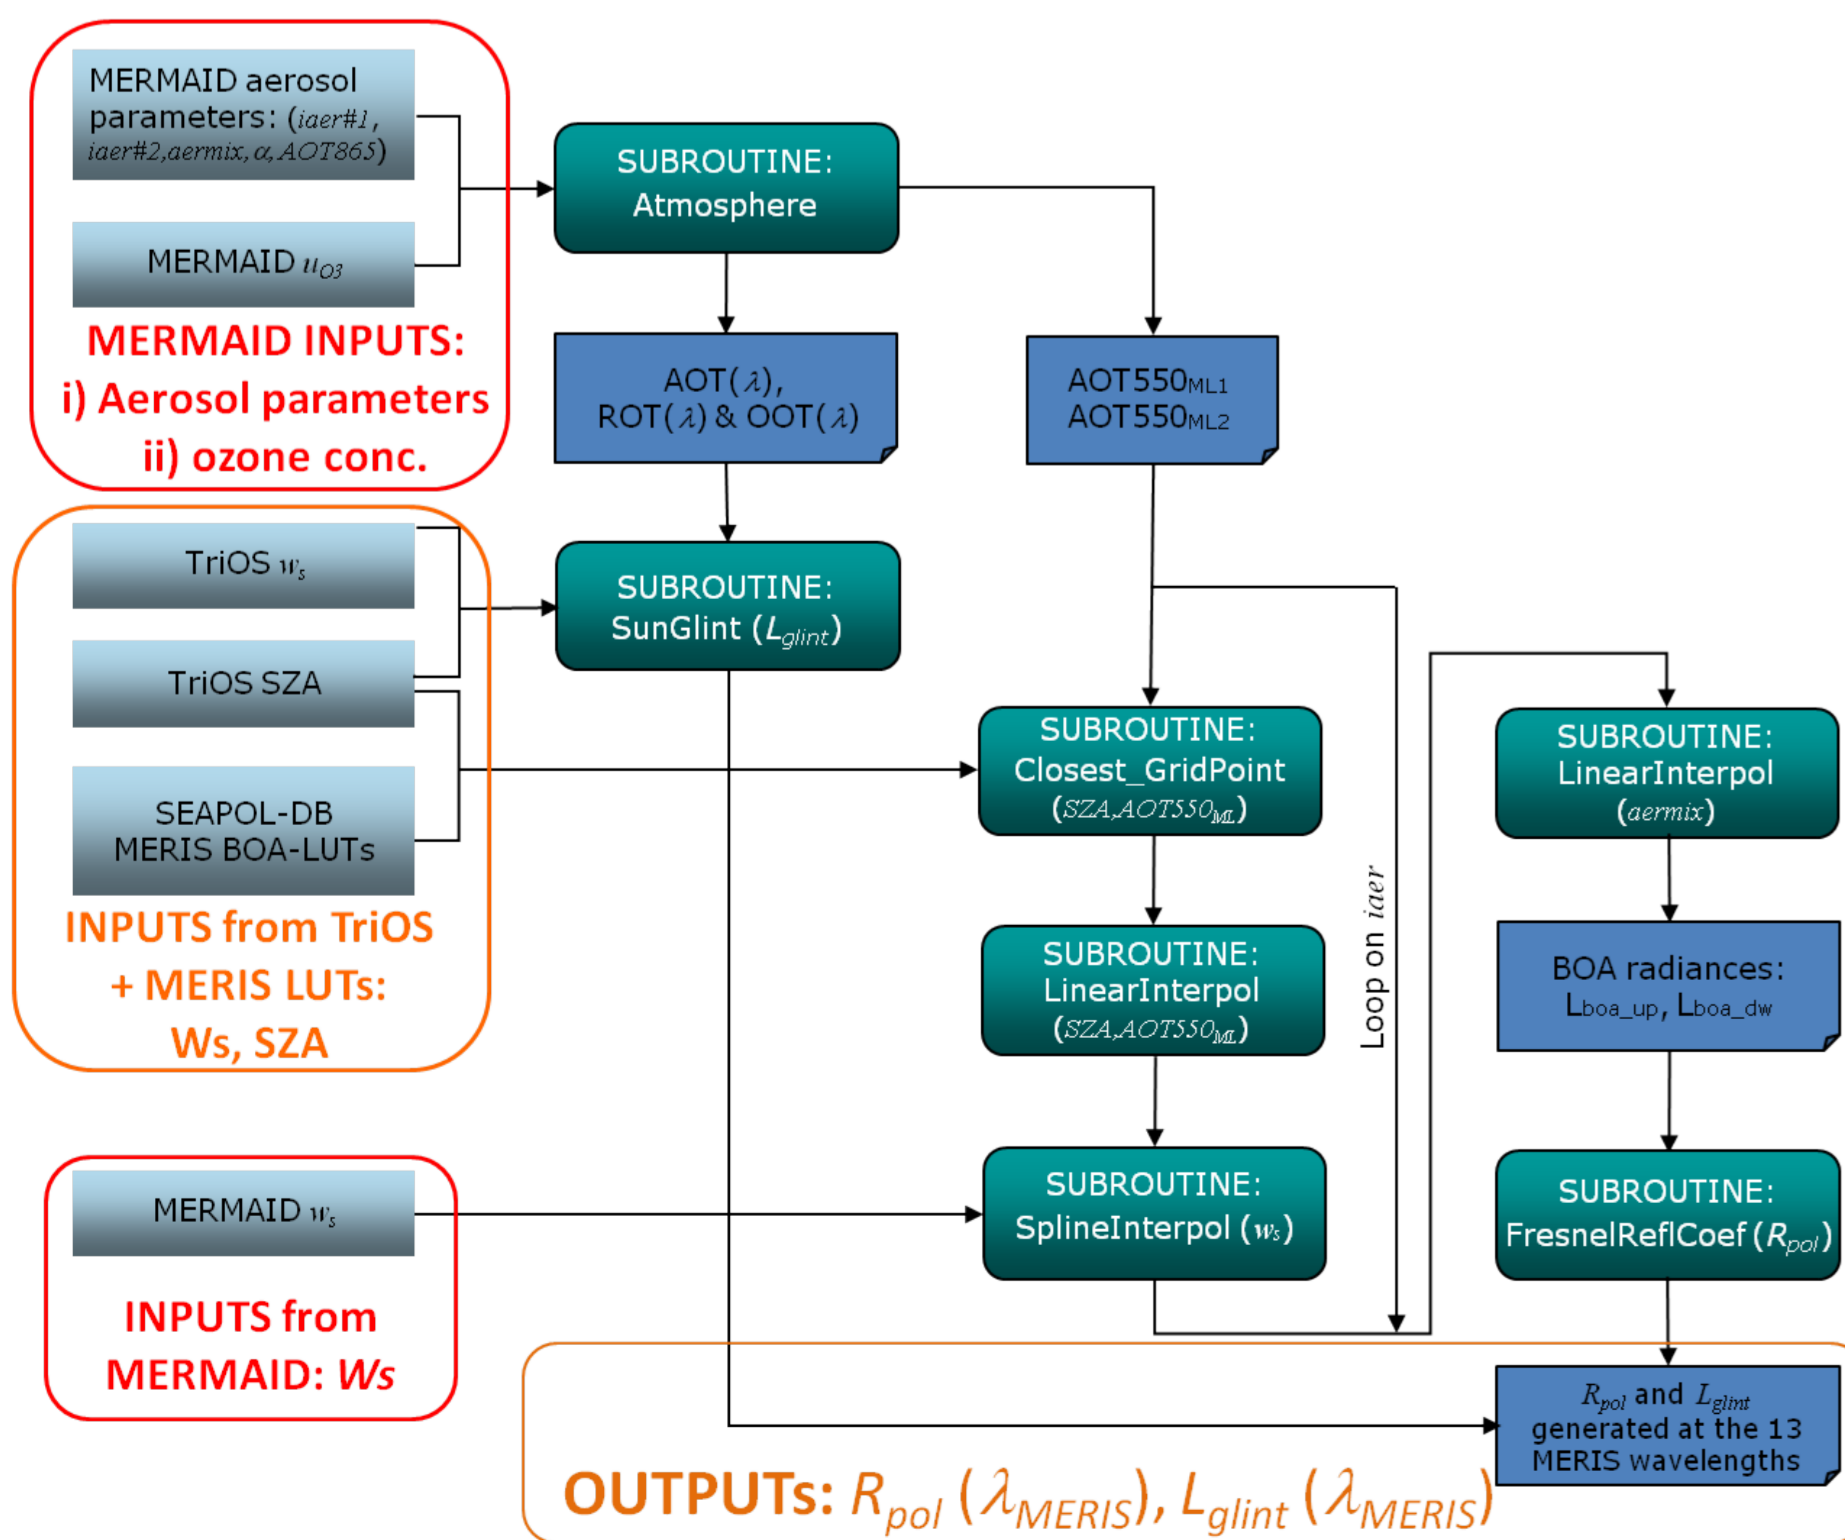 MERMAID aerosol
parameters: (iaer#1,
iaer#2,aermix,α,AOT865)
MERMAID uO3
MERMAID INPUTS:
i) Aerosol parameters
ii) ozone conc.
SUBROUTINE:
Atmosphere
AOT(λ),
ROT(λ) & OOT(λ)
AOT550ML1
AOT550ML2
TriOS ws
TriOS SZA
SEAPOL-DB
MERIS BOA-LUTs
INPUTS from TriOS
+ MERIS LUTs:
Ws, SZA
SUBROUTINE:
SunGlint (Lglint)
SUBROUTINE:
Closest_GridPoint
(SZA,AOT550ML)
SUBROUTINE:
LinearInterpol
(SZA,AOT550ML)
Loop on iaer
SUBROUTINE:
LinearInterpol
(aermix)
BOA radiances:
Lboa_up, Lboa_dw
MERMAID ws
INPUTS from
MERMAID: Ws
SUBROUTINE:
SplineInterpol (ws)
SUBROUTINE:
FresnelReflCoef (Rpol)
Rpol and Lglint
generated at the 13
MERIS wavelengths
OUTPUTs: Rpol (λMERIS), Lglint (λMERIS)